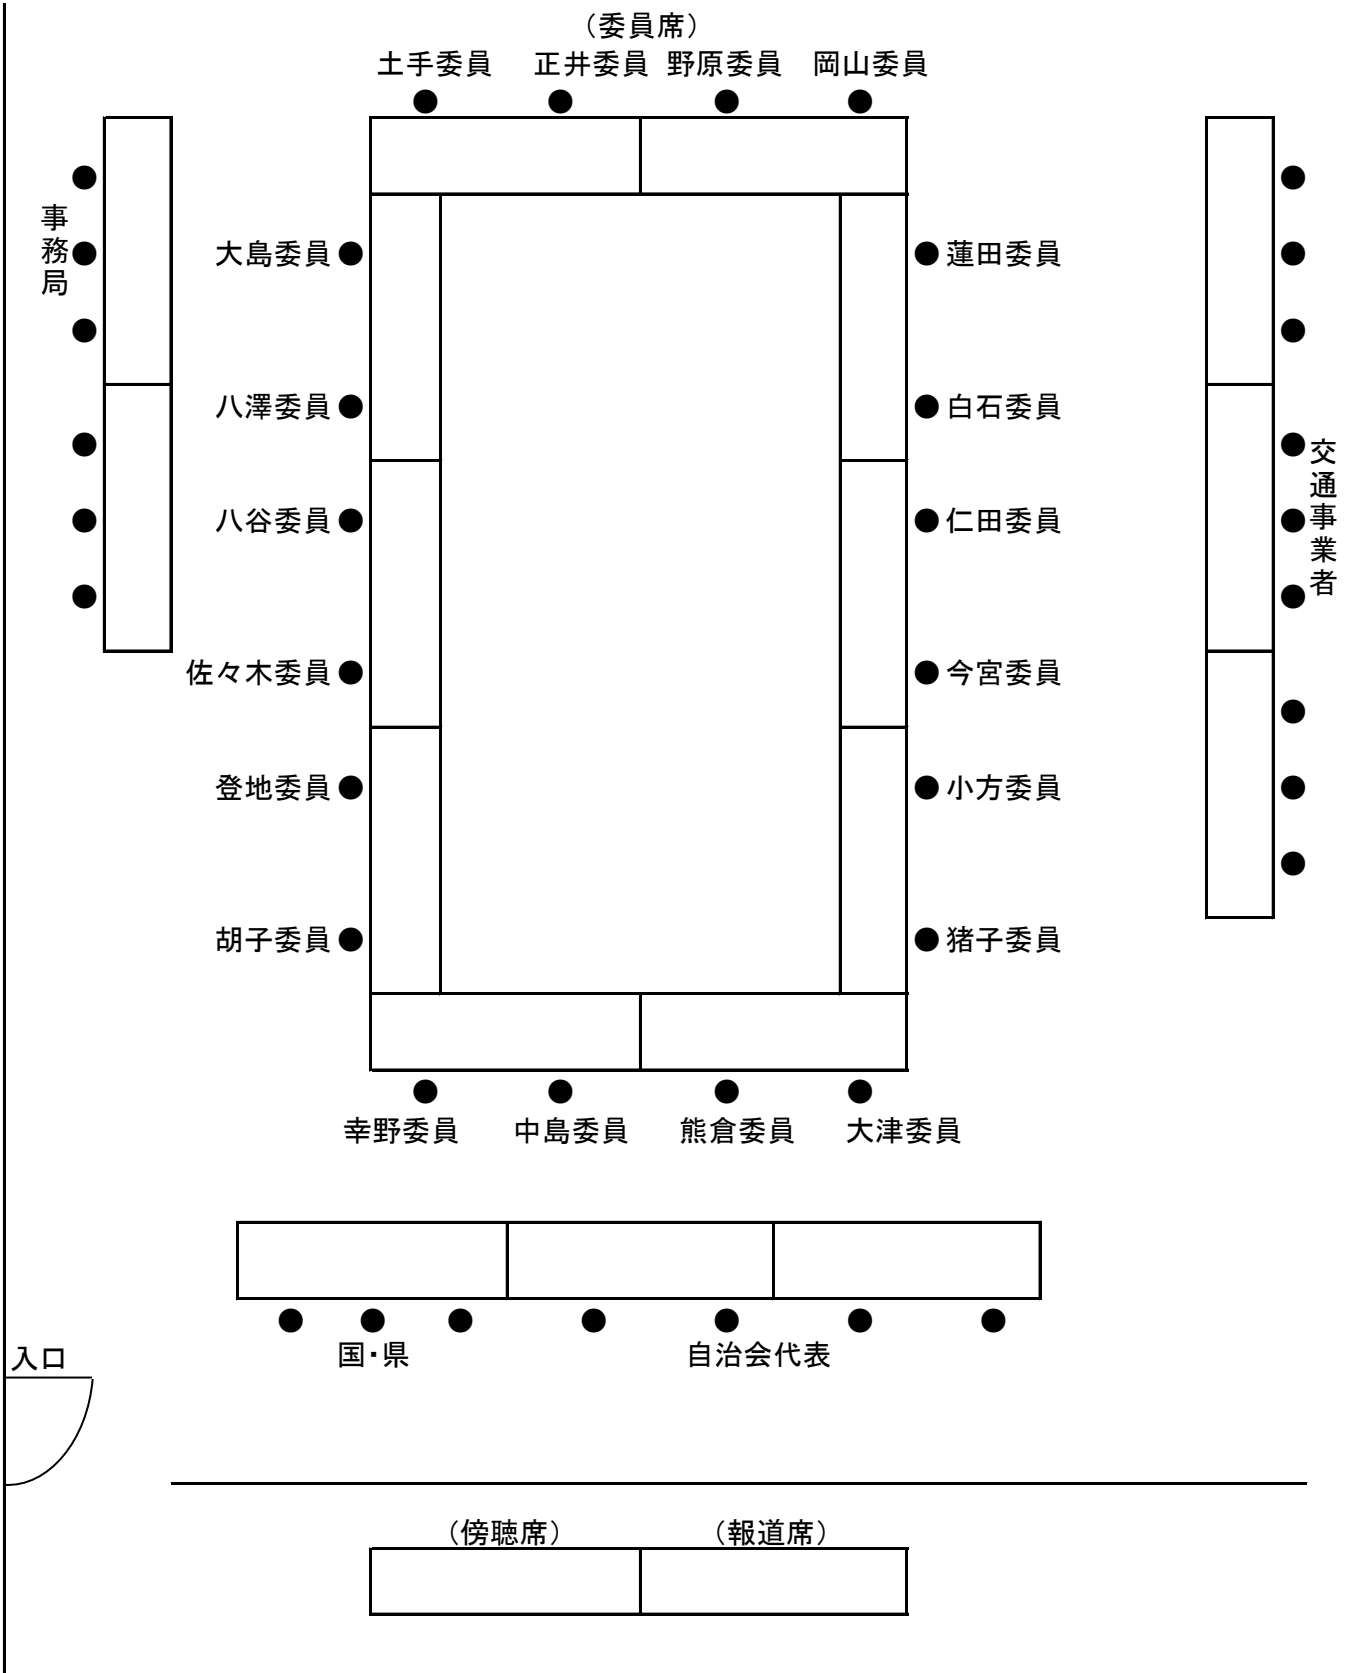 （委員席）
土手委員 正井委員 野原委員 岡山委員
事務局
大島委員 蓮田委員
八澤委員 白石委員
交通事業者
八谷委員 仁田委員
佐々木委員 今宮委員
登地委員 小方委員
胡子委員 猪子委員
幸野委員 中島委員 熊倉委員 大津委員
国・県 自治会代表
入口
（傍聴席） （報道席）